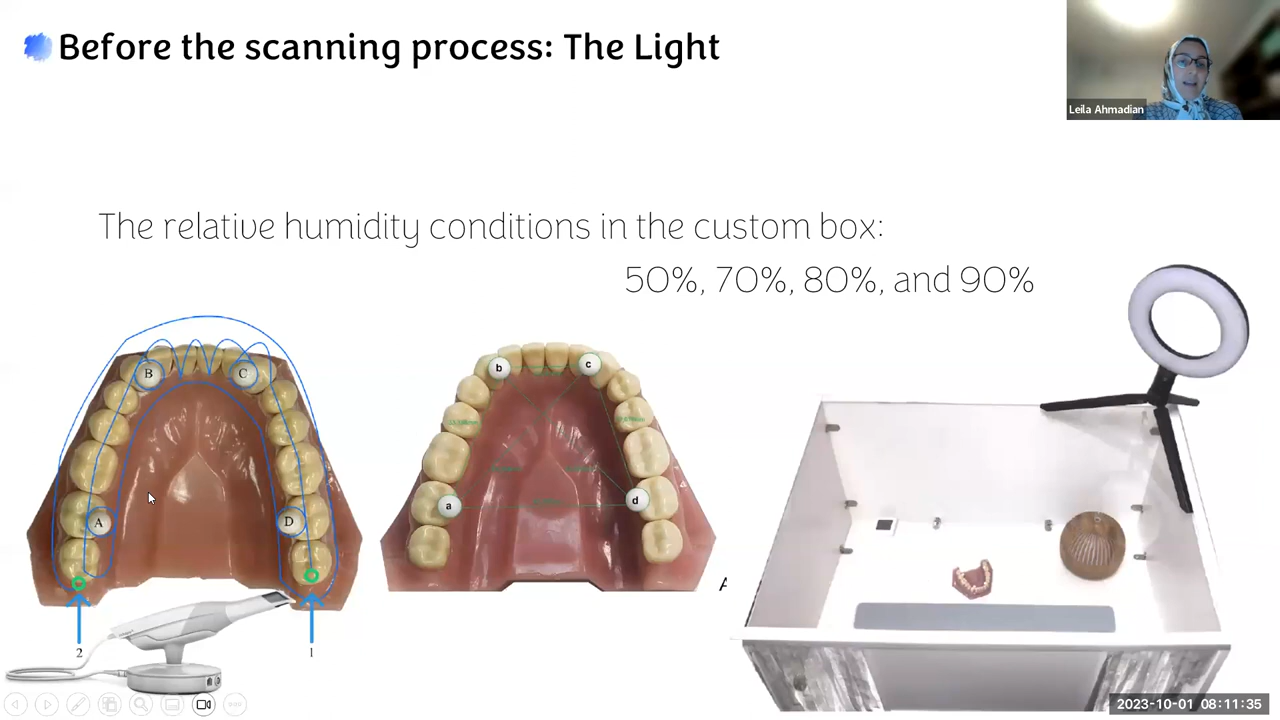 Before the scanning process: The Light
Leila Ahmadian
The relative humidity conditions in the custom box:
50%, 70%, 80%, and 90%
B
C
A
D
2
1
b
c
a
d
A
2023-10-01 08:11:35